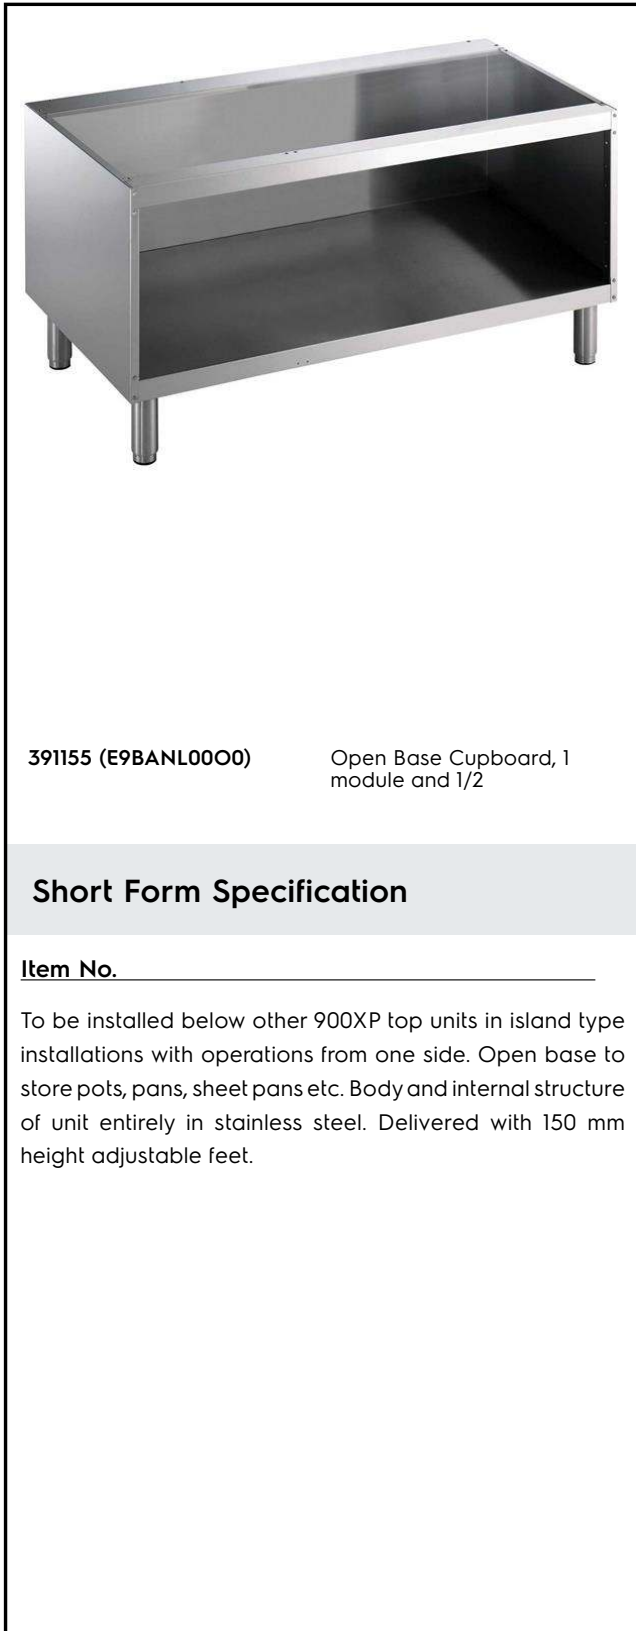 391155 (E9BANL00O0)
Open Base Cupboard, 1
module and 1/2
Short Form Specification
Item No.
To be installed below other 900XP top units in island type
installations with operations from one side. Open base to
store pots, pans, sheet pans etc. Body and internal structure
of unit entirely in stainless steel. Delivered with 150 mm
height adjustable feet.